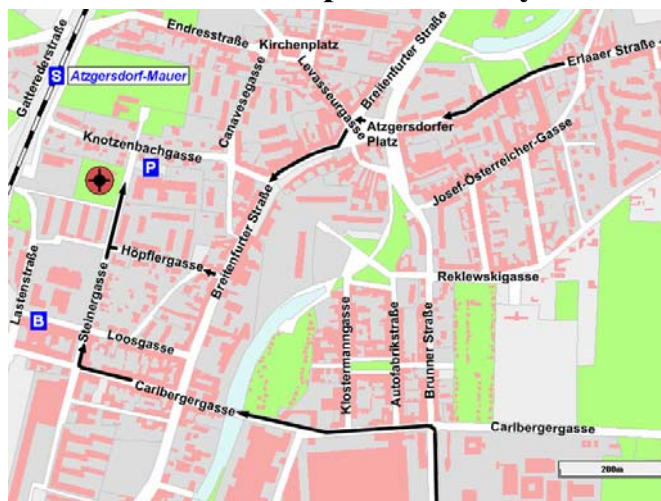 Endresstraße
Kirchenplatz
Gatterederstraße
S
Atzgersdorf-Mauer
Canavesegasse
Levasseurgasse
Breitenfurter Straße
Erlaaer Straße
Atzgersdorfer
Platz
Knotzenbachgasse
P
Josef-Österreicher-Gasse
Breitenfurter Straße
Höpflergasse
Reklewskigasse
Lastenstraße
Steinergasse
B
Loosgasse
Klostermanngasse
Autofabrikstraße
Brunner Straße
Carlbergergasse
Carlbergergasse
200m